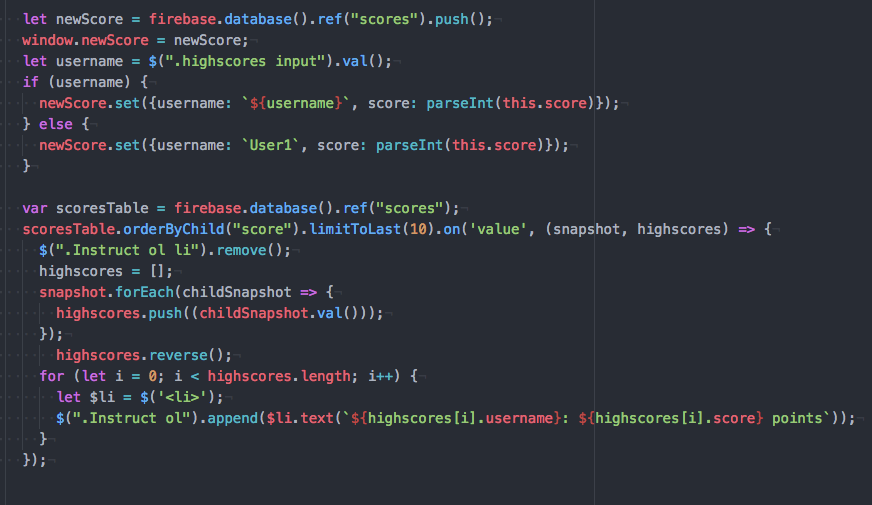 let newScore = firebase.database().ref("scores").push();
window.newScore = newScore;
let username = $(".highscores input").val();
if (username) {
  newScore.set({username: `${username}`, score: parseInt(this.score)});
} else {
  newScore.set({username: `User1`, score: parseInt(this.score)});
}

var scoresTable = firebase.database().ref("scores");
scoresTable.orderByChild("score").limitToLast(10).on('value', (snapshot, highscores) => {
  $(".Instruct ol li").remove();
  highscores = [];
  snapshot.forEach(childSnapshot => {
    highscores.push((childSnapshot.val()));
  });
    highscores.reverse();
  for (let i = 0; i < highscores.length; i++) {
    let $li = $('<li>');
    $(".Instruct ol").append($li.text(`${highscores[i].username}: ${highscores[i].score} points`));
  }
});